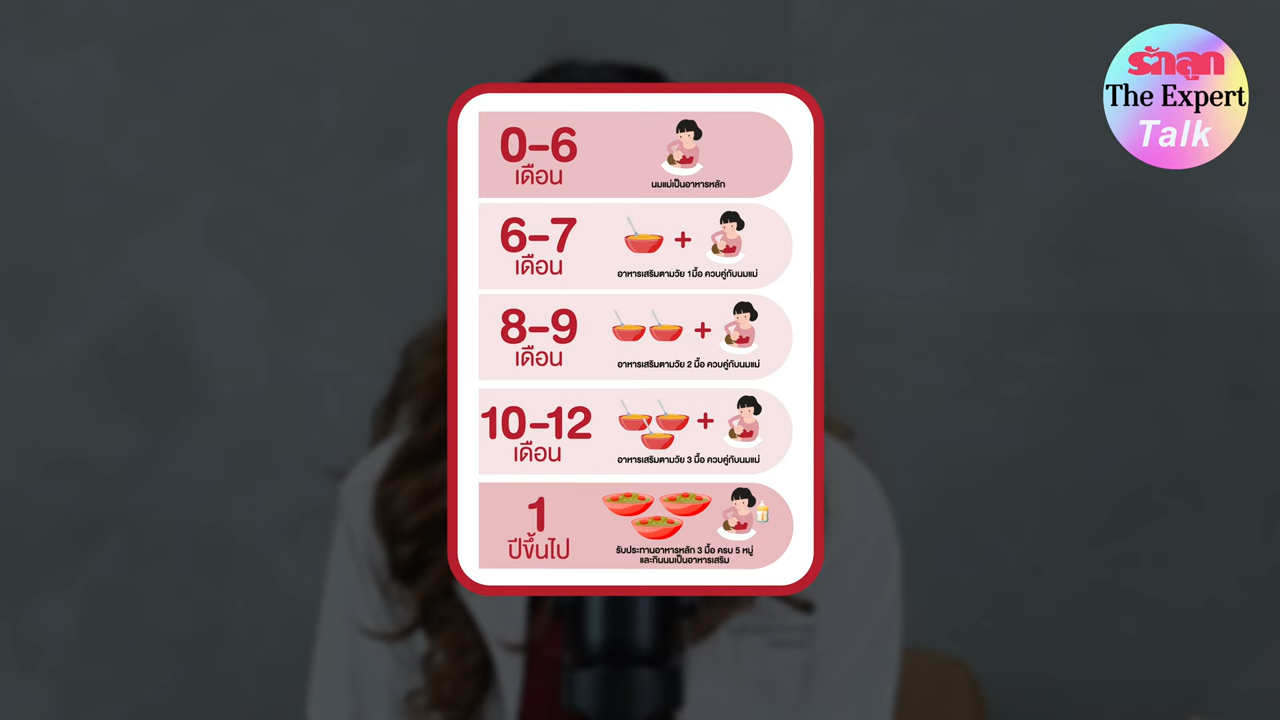 รักลูก
The Expert
Talk
0-6
เดือน
นมแม่เป็นอาหารหลัก
6-7
เดือน
+
อาหารเสริมตามวัย 1มื้อ ควบคู่กับนมแม่
8-9
เดือน
+
อาหารเสริมตามวัย 2 มื้อ ควบคู่กับนมแม่
10-12
เดือน
+
อาหารเสริมตามวัย 3 มื้อ ควบคู่กับนมแม่
1
ปีขึ้นไป
รับประทานอาหารหลัก 3 มื้อ ครบ 5 หมู่
และกินนมเป็นอาหารเสริม